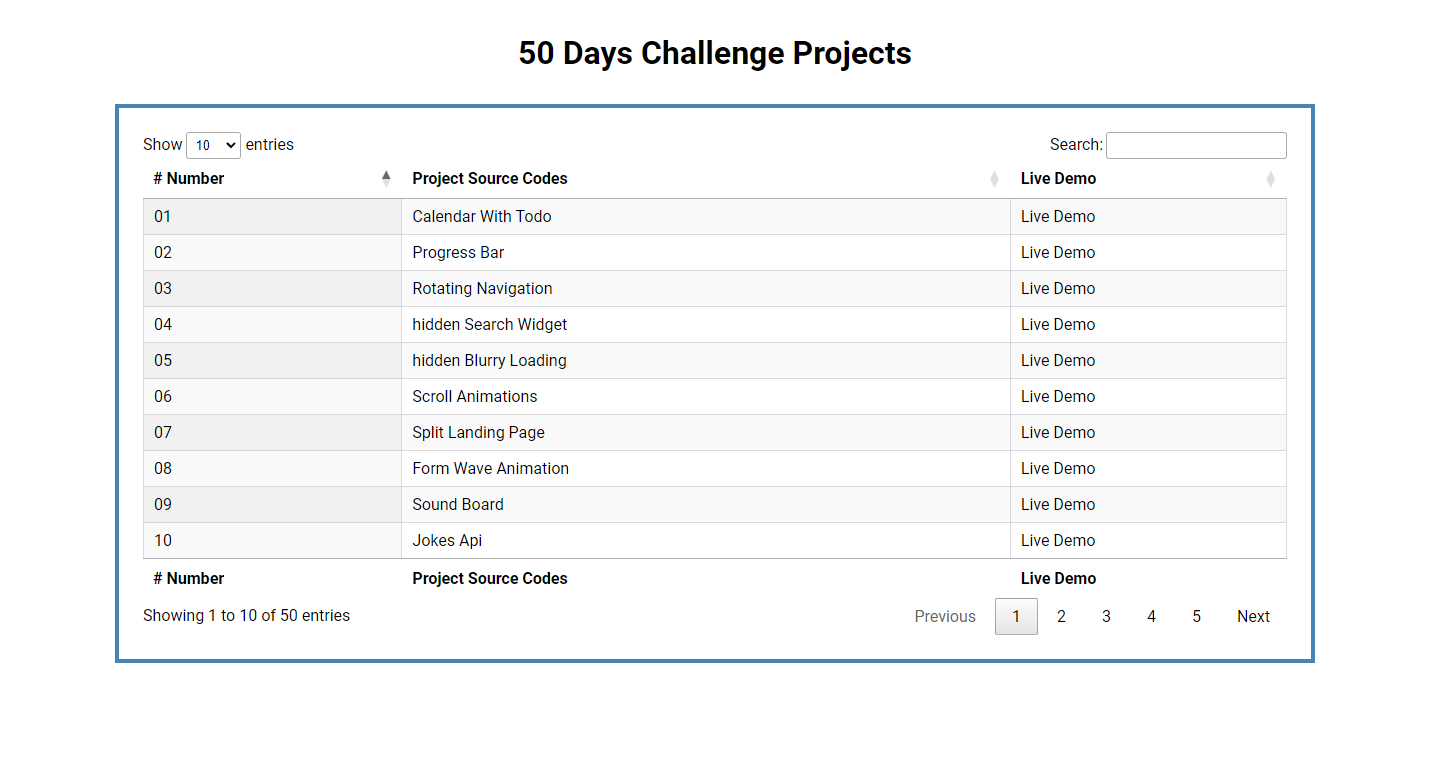 50 Days Challenge Projects
Show 10 entries Search:
# Number Project Source Codes Live Demo
01 Calendar With Todo Live Demo
02 Progress Bar Live Demo
03 Rotating Navigation Live Demo
04 hidden Search Widget Live Demo
05 hidden Blurry Loading Live Demo
06 Scroll Animations Live Demo
07 Split Landing Page Live Demo
08 Form Wave Animation Live Demo
09 Sound Board Live Demo
10 Jokes Api Live Demo
# Number Project Source Codes Live Demo
Showing 1 to 10 of 50 entries Previous 1 2 3 4 5 Next